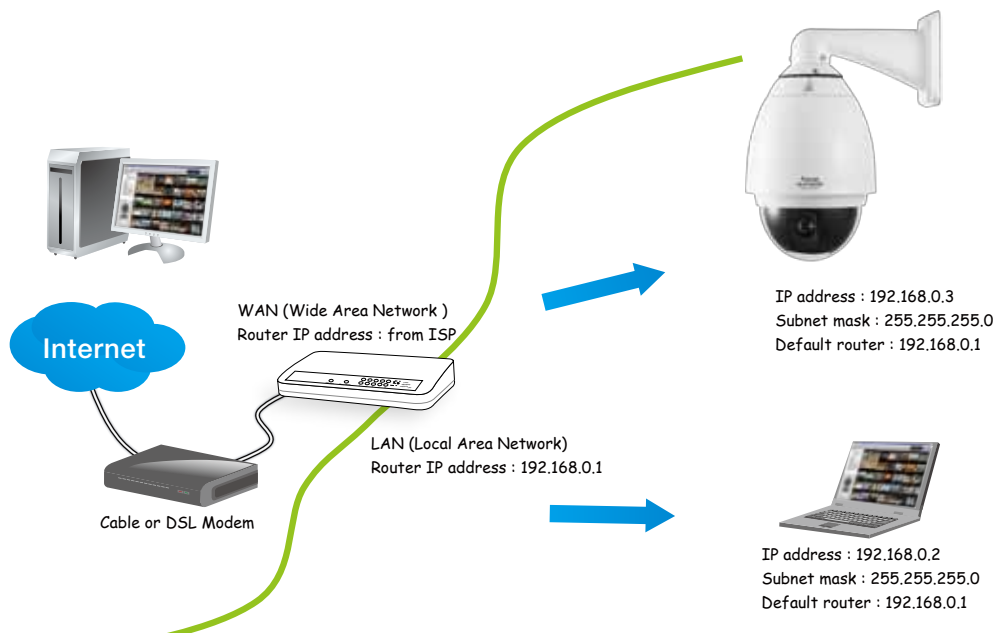 WAN (Wide Area Network )
Router IP address : from ISP
Internet
LAN (Local Area Network)
Router IP address : 192.168.0.1
Cable or DSL Modem
IP address : 192.168.0.3
Subnet mask : 255.255.255.0
Default router : 192.168.0.1
IP address : 192.168.0.2
Subnet mask : 255.255.255.0
Default router : 192.168.0.1